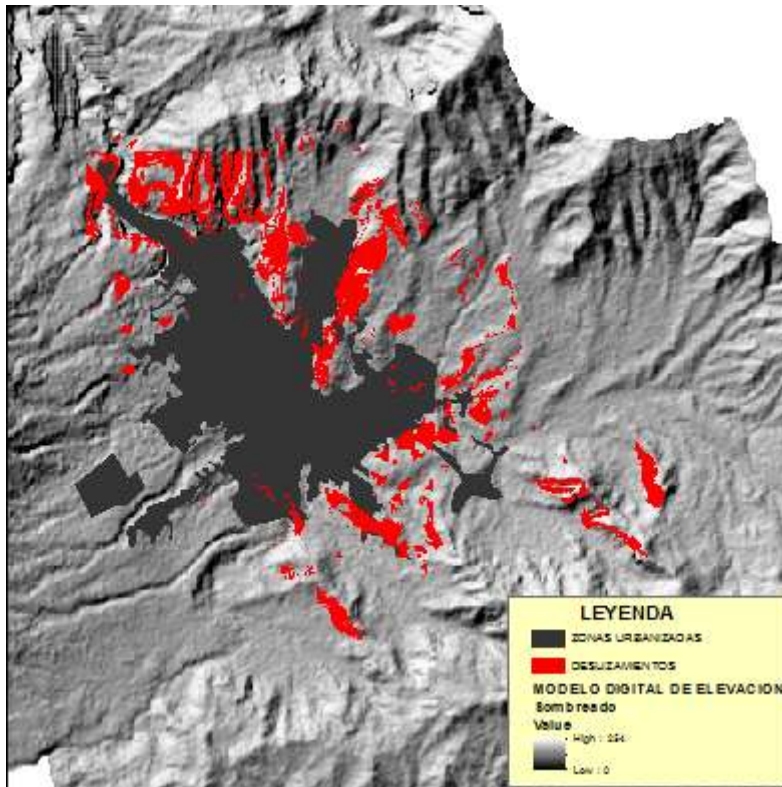 LEYENDA
ZONAS URBANIZADAS
DESLIZAMIENTOS
MODELO DIGITAL DE ELEVACION
Sombreado
Value
High : 254
Low : 0